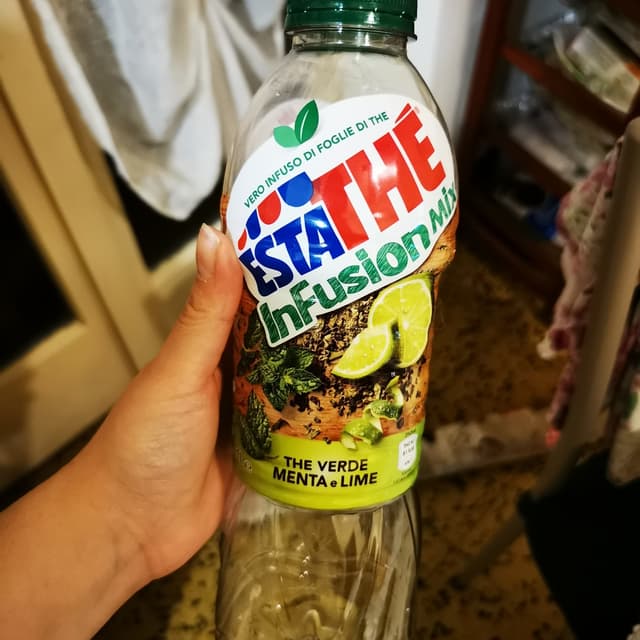 VERO INFUSO DI FOGLIE DI THE
ESTATHÉ
InFusion Mix
THE VERDE
MENTA e LIME